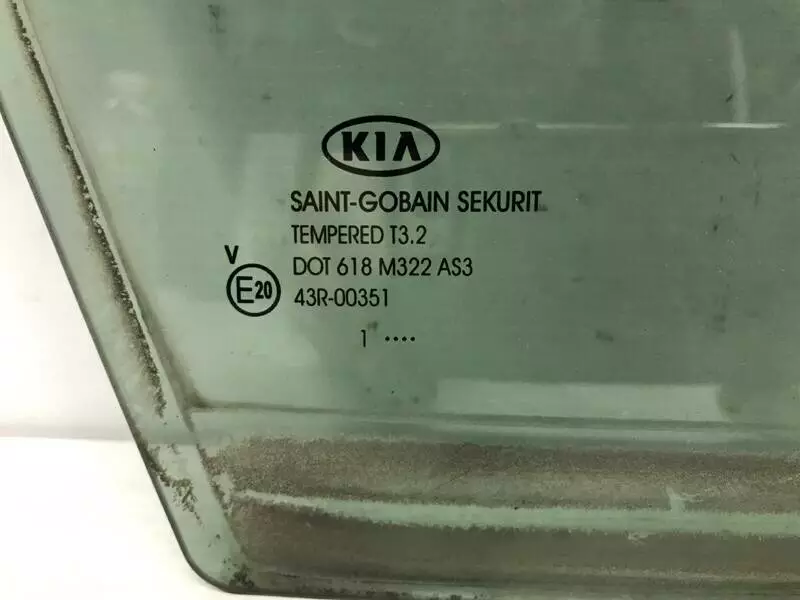 KIA
SAINT-GOBAIN SEKURIT
TEMPERED T3.2
V
DOT 618 M322 AS3
E20
43R-00351
1 ····